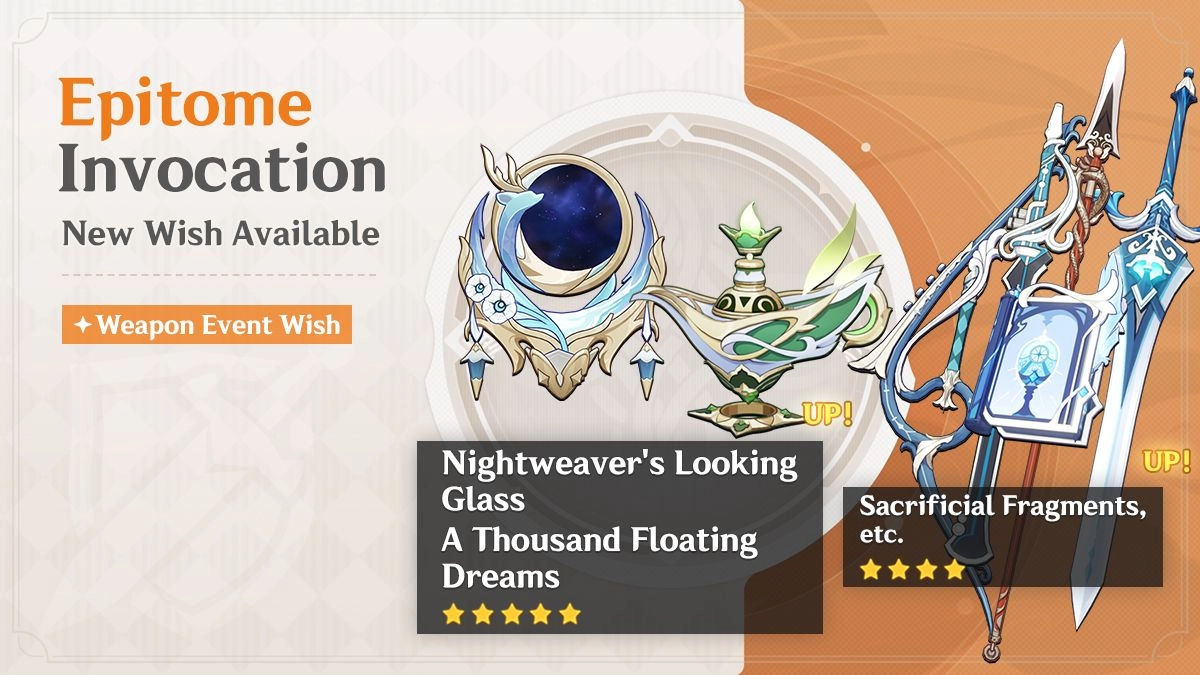 Epitome
Invocation
New Wish Available
✦Weapon Event Wish
UP!
Nightweaver's Looking
Glass
A Thousand Floating
Dreams
UP!
Sacrificial Fragments,
etc.